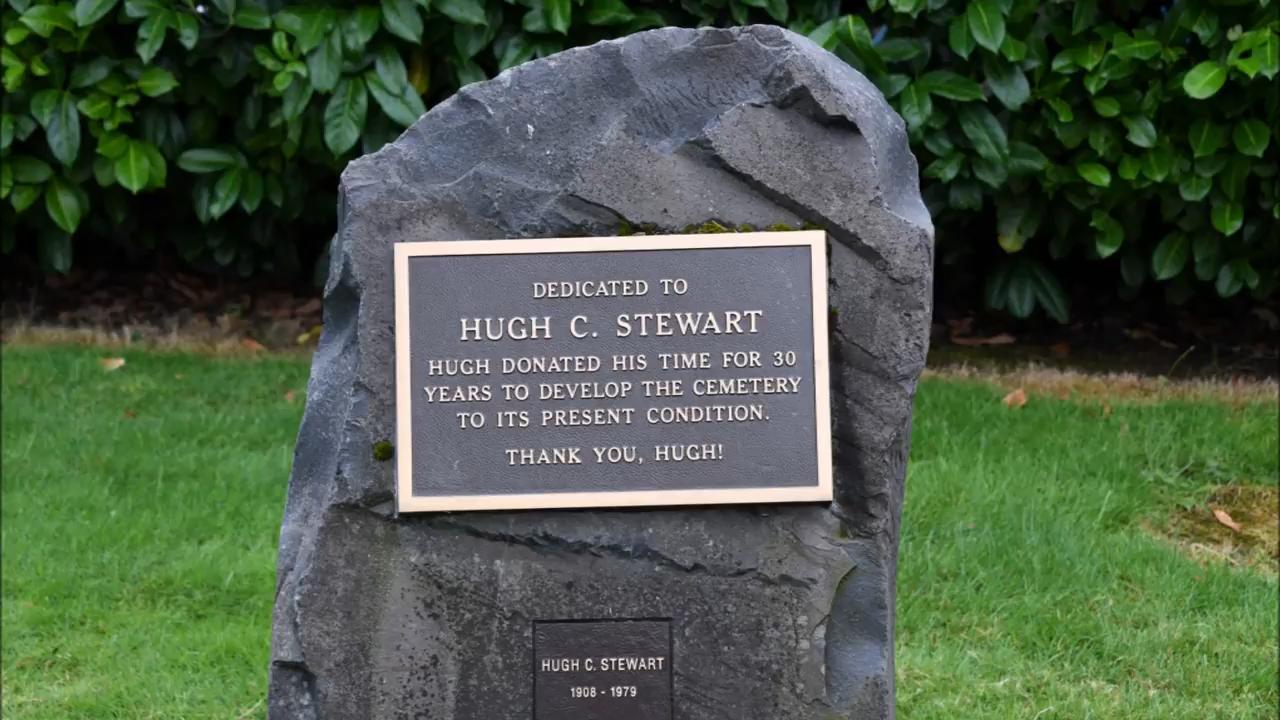 DEDICATED TO
HUGH C. STEWART
HUGH DONATED HIS TIME FOR 30
YEARS TO DEVELOP THE CEMETERY
TO ITS PRESENT CONDITION.
THANK YOU, HUGH!
HUGH C. STEWART
1908 - 1979